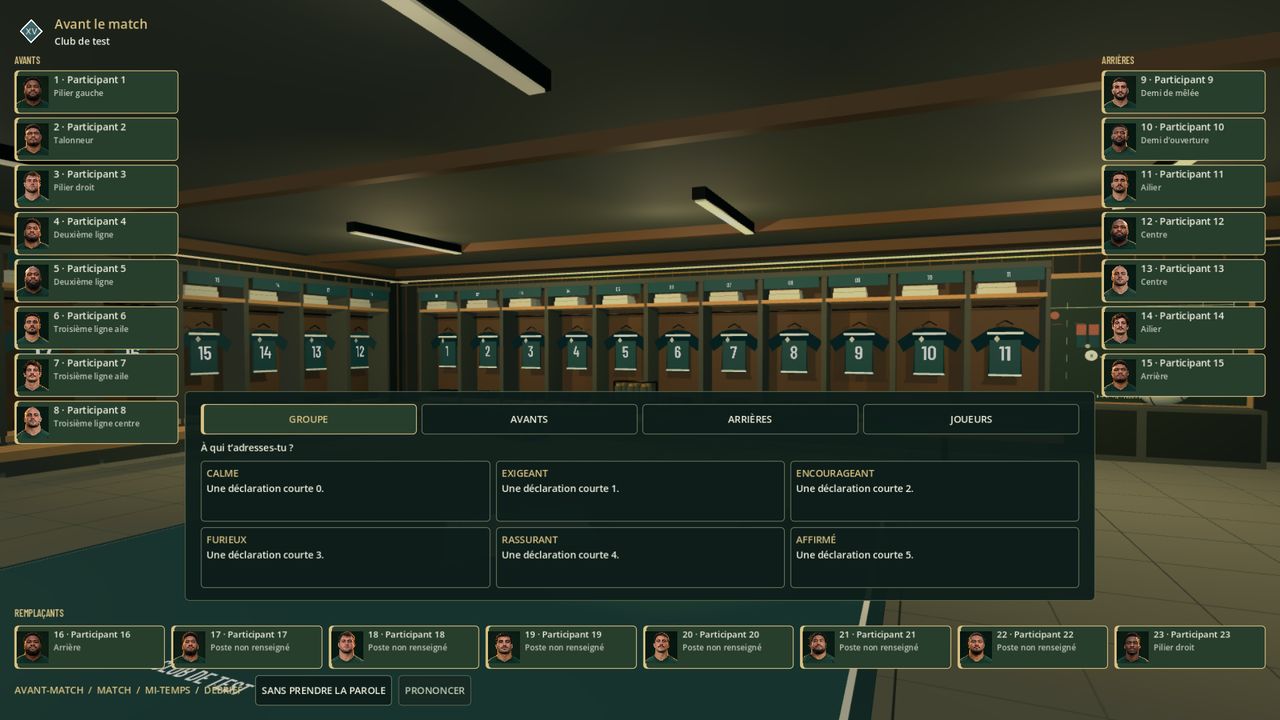 XV
Avant le match
Club de test
AVANTS
1 · Participant 1
Pilier gauche
2 · Participant 2
Talonneur
3 · Participant 3
Pilier droit
4 · Participant 4
Deuxième ligne
5 · Participant 5
Deuxième ligne
6 · Participant 6
Troisième ligne aile
7 · Participant 7
Troisième ligne aile
8 · Participant 8
Troisième ligne centre
ARRIÈRES
9 · Participant 9
Demi de mêlée
10 · Participant 10
Demi d'ouverture
11 · Participant 11
Ailier
12 · Participant 12
Centre
13 · Participant 13
Centre
14 · Participant 14
Ailier
15 · Participant 15
Arrière
15 14 13 12 1 2 3 4 5 6 7 8 9 10 11
GROUPE AVANTS ARRIÈRES JOUEURS
À qui t'adresses-tu ?
CALME
Une déclaration courte 0.
EXIGEANT
Une déclaration courte 1.
ENCOURAGEANT
Une déclaration courte 2.
FURIEUX
Une déclaration courte 3.
RASSURANT
Une déclaration courte 4.
AFFIRMÉ
Une déclaration courte 5.
REMPLAÇANTS
16 · Participant 16
Arrière
17 · Participant 17
Poste non renseigné
18 · Participant 18
Poste non renseigné
19 · Participant 19
Poste non renseigné
20 · Participant 20
Poste non renseigné
21 · Participant 21
Poste non renseigné
22 · Participant 22
Poste non renseigné
23 · Participant 23
Pilier droit
CLUB DE TEST
AVANT-MATCH / MATCH / MI-TEMPS / DÉBRIEF
SANS PRENDRE LA PAROLE
PRONONCER